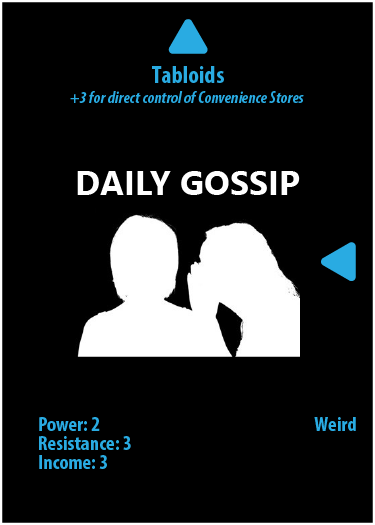 Tabloids
+3 for direct control of Convenience Stores
DAILY GOSSIP
Power: 2
Weird
Resistance: 3
Income: 3